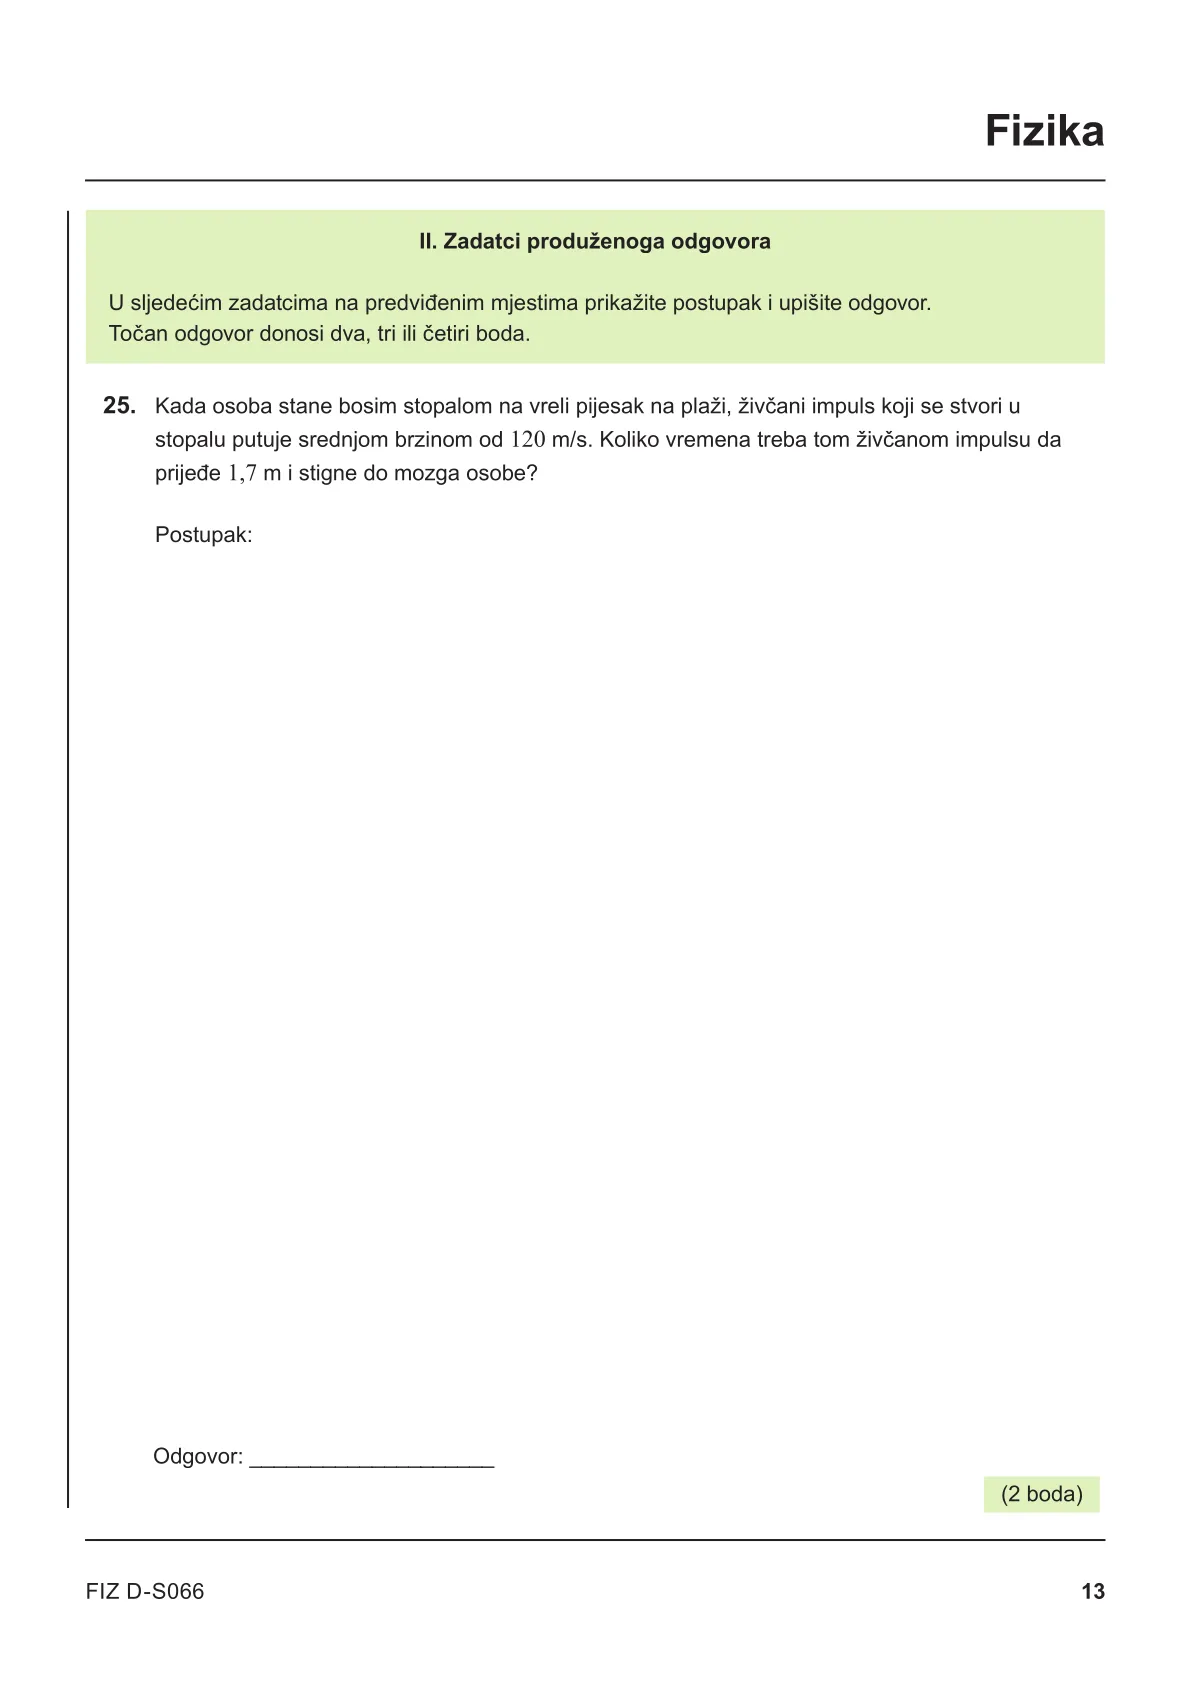 Fizika
II. Zadatci produženoga odgovora
U sljedećim zadatcima na predviđenim mjestima prikažite postupak i upišite odgovor.
Točan odgovor donosi dva, tri ili četiri boda.
25. Kada osoba stane bosim stopalom na vreli pijesak na plaži, živčani impuls koji se stvori u
stopalu putuje srednjom brzinom od 120 m/s. Koliko vremena treba tom živčanom impulsu da
prijeđe 1,7 m i stigne do mozga osobe?
Postupak:
Odgovor: ____________________
(2 boda)
FIZ D-S066
13